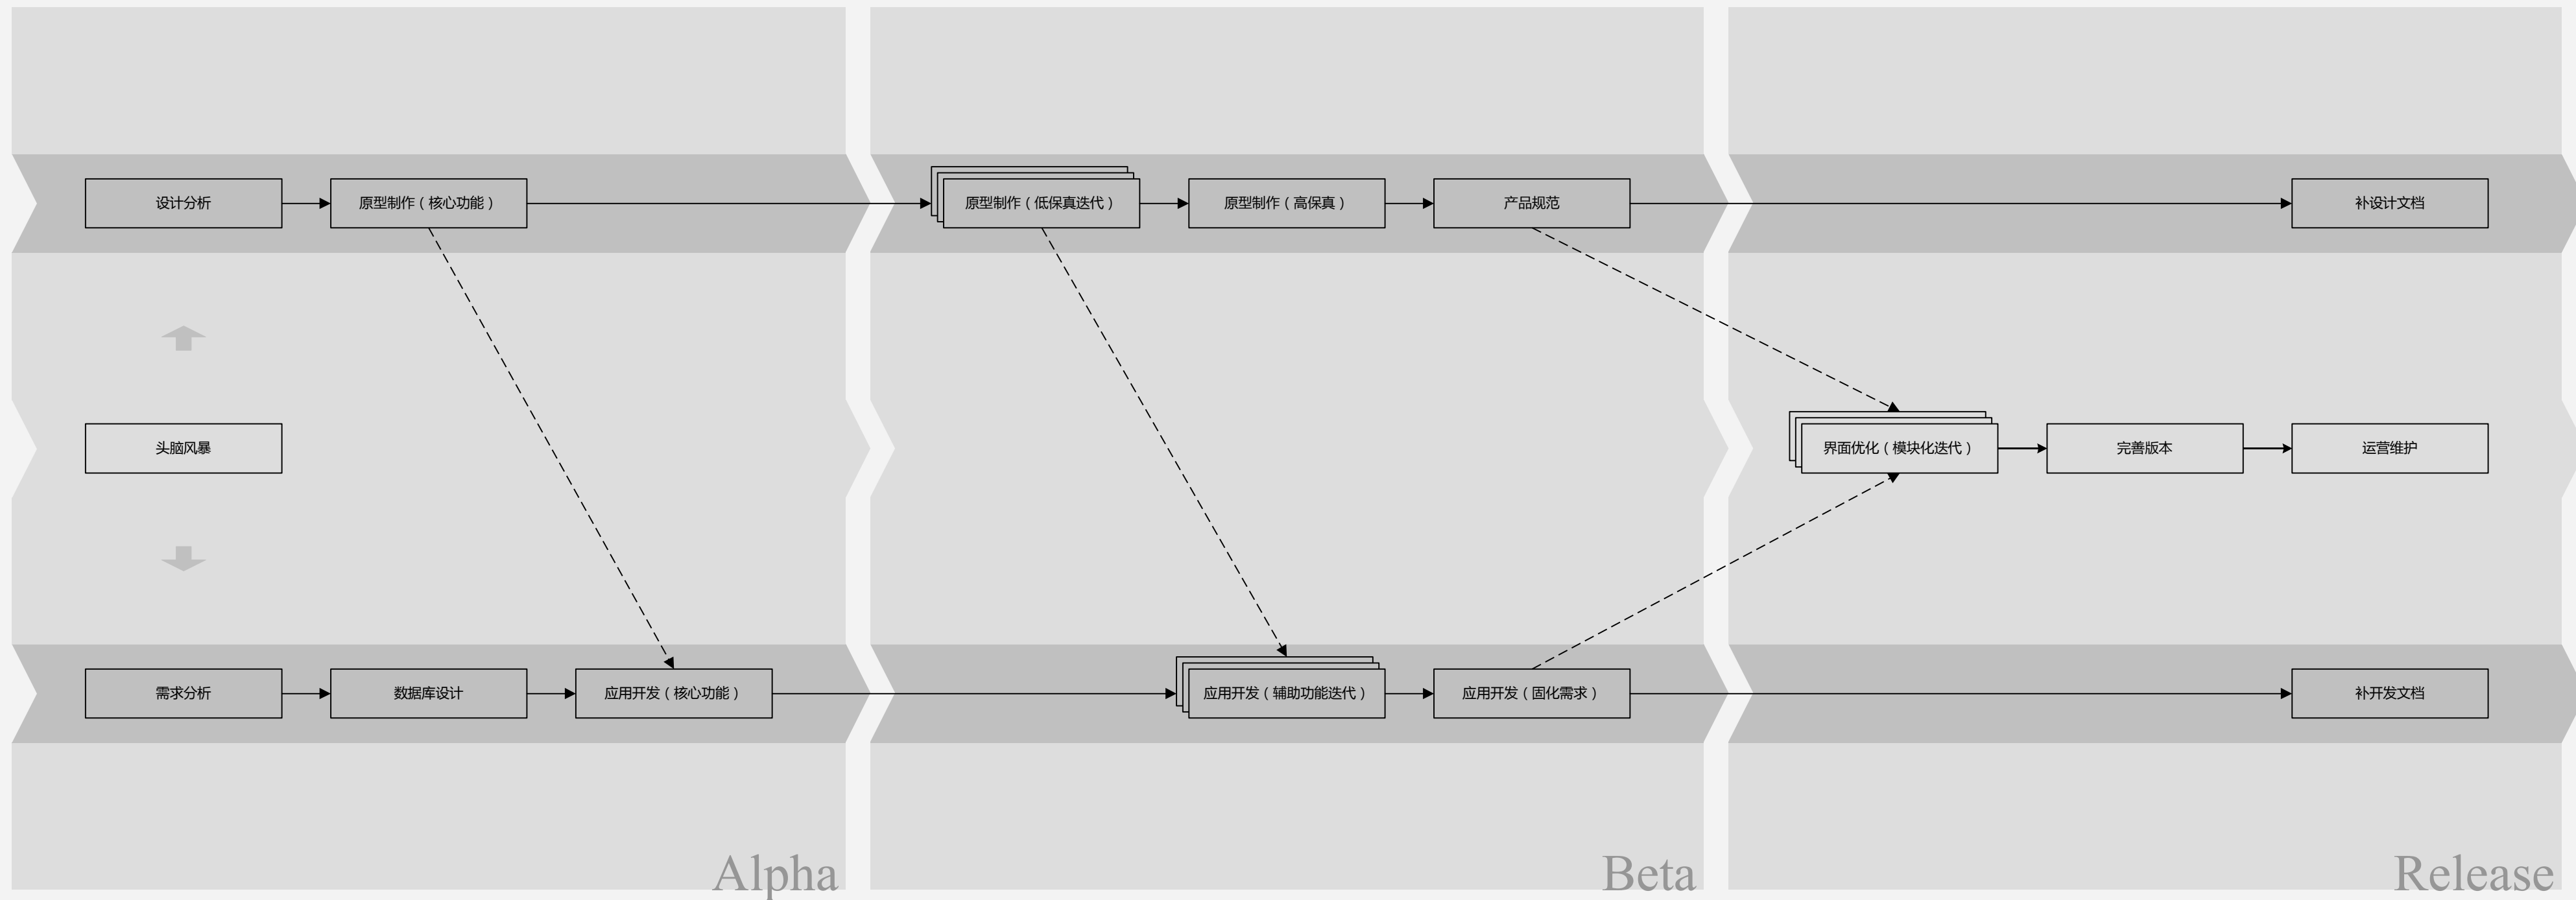 设计分析
原型制作（核心功能）
原型制作（低保真迭代）
原型制作（高保真）
产品规范
补设计文档
头脑风暴
界面优化（模块化迭代）
完善版本
运营维护
需求分析
数据库设计
应用开发（核心功能）
应用开发（辅助功能迭代）
应用开发（固化需求）
补开发文档
Alpha
Beta
Release